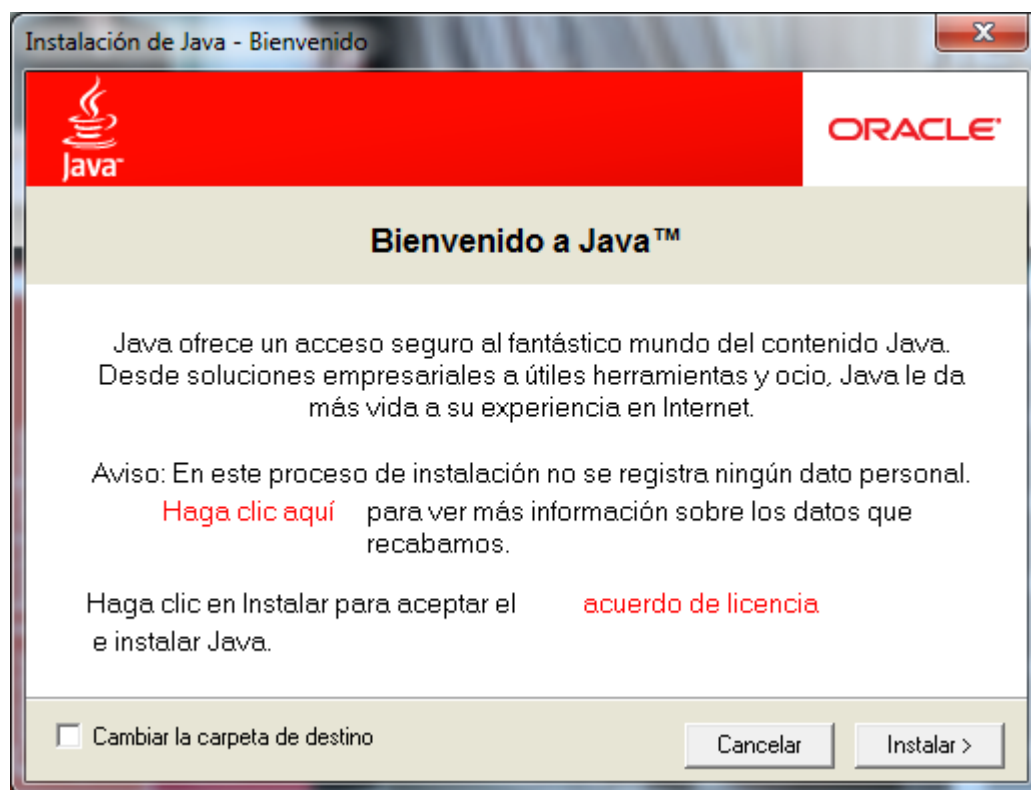 Instalación de Java - Bienvenido
Java™
ORACLE®
Bienvenido a Java™
Java ofrece un acceso seguro al fantástico mundo del contenido Java.
Desde soluciones empresariales a útiles herramientas y ocio, Java le da
más vida a su experiencia en Internet.
Aviso: En este proceso de instalación no se registra ningún dato personal.
Haga clic aquí para ver más información sobre los datos que
recabamos.
Haga clic en Instalar para aceptar el acuerdo de licencia
e instalar Java.
Cambiar la carpeta de destino
Cancelar
Instalar >